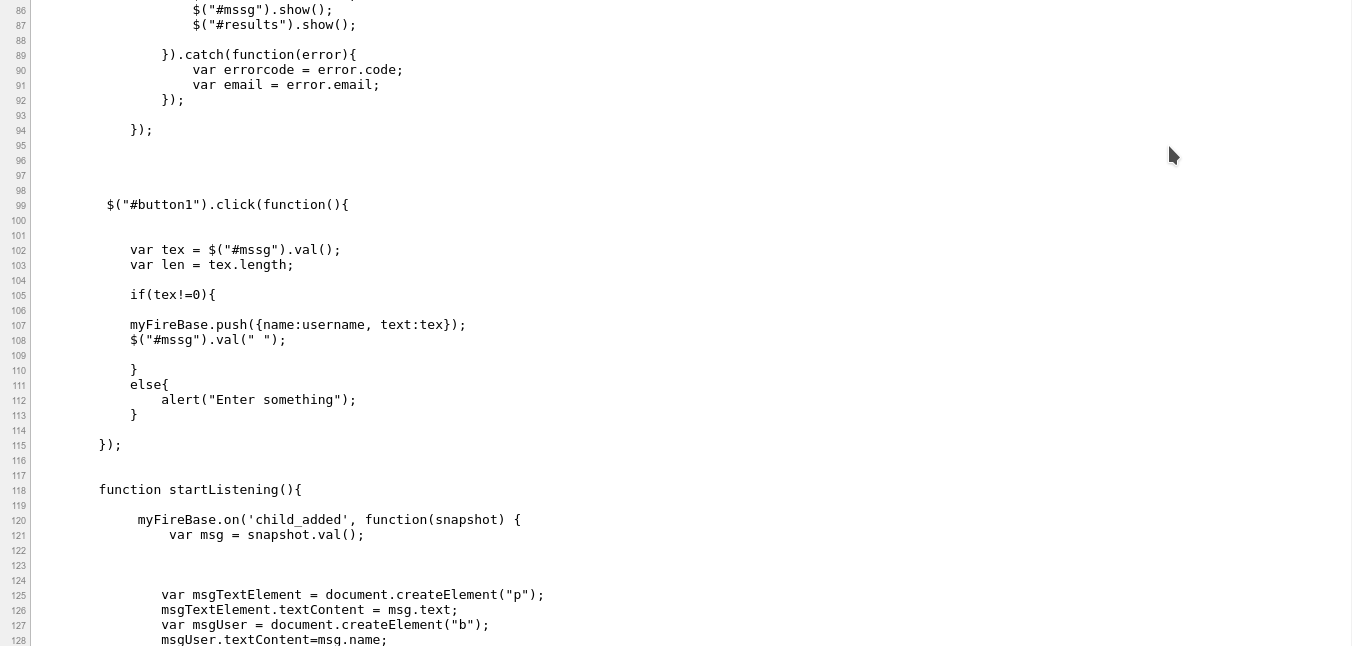 86 $("#mssg").show();
87 $("#results").show();
88
89 }).catch(function(error){
90 var errorcode = error.code;
91 var email = error.email;
92 });
93
94 });
95
96
97
98
99 $("#button1").click(function(){
100
101
102 var tex = $("#mssg").val();
103 var len = tex.length;
104
105 if(tex!=0){
106
107 myFireBase.push({name:username, text:tex});
108 $("#mssg").val(" ");
109
110 }
111 else{
112 alert("Enter something");
113 }
114
115 });
116
117
118 function startListening(){
119
120 myFireBase.on('child_added', function(snapshot) {
121 var msg = snapshot.val();
122
123
124
125 var msgTextElement = document.createElement("p");
126 msgTextElement.textContent = msg.text;
127 var msgUser = document.createElement("b");
128 msgUser.textContent=msg.name;